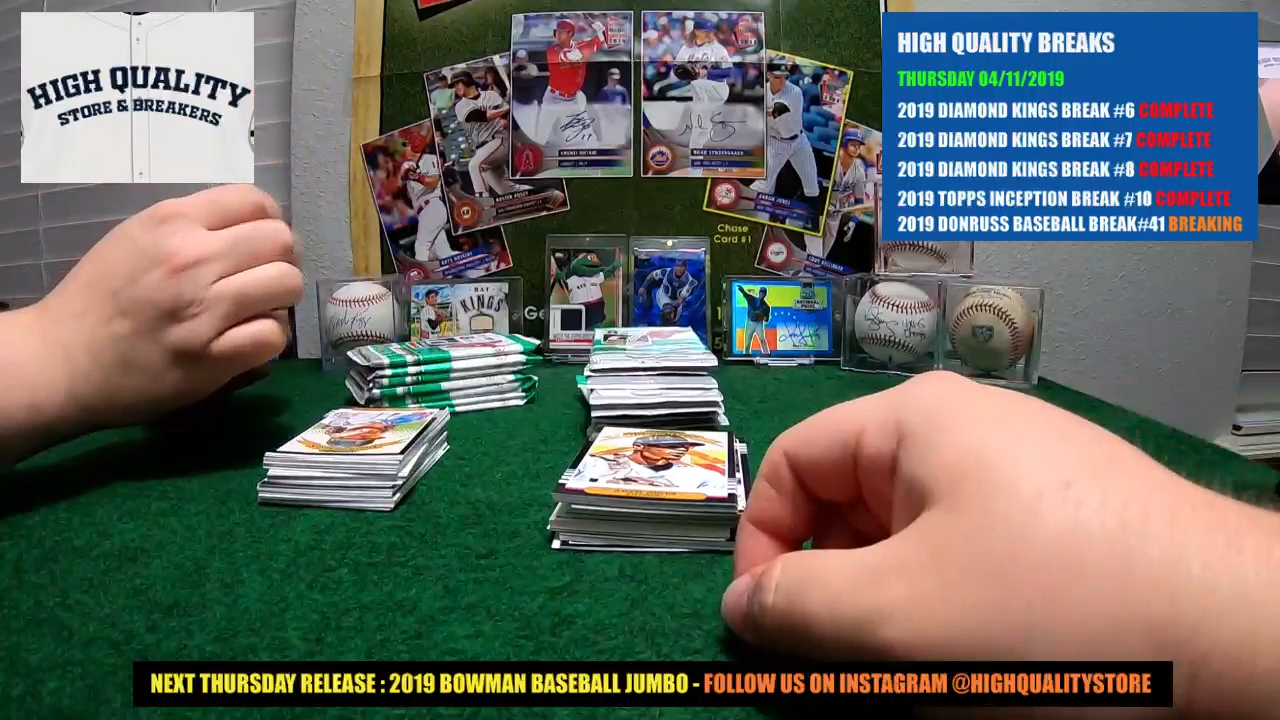 HIGH QUALITY
STORE & BREAKERS
HIGH QUALITY BREAKS
THURSDAY 04/11/2019
2019 DIAMOND KINGS BREAK #6 COMPLETE
2019 DIAMOND KINGS BREAK #7 COMPLETE
2019 DIAMOND KINGS BREAK #8 COMPLETE
2019 TOPPS INCEPTION BREAK #10 COMPLETE
2019 DONRUSS BASEBALL BREAK#41 BREAKING
Chase
Card #1
KINGS
NEXT THURSDAY RELEASE : 2019 BOWMAN BASEBALL JUMBO - FOLLOW US ON INSTAGRAM @HIGHQUALITYSTORE